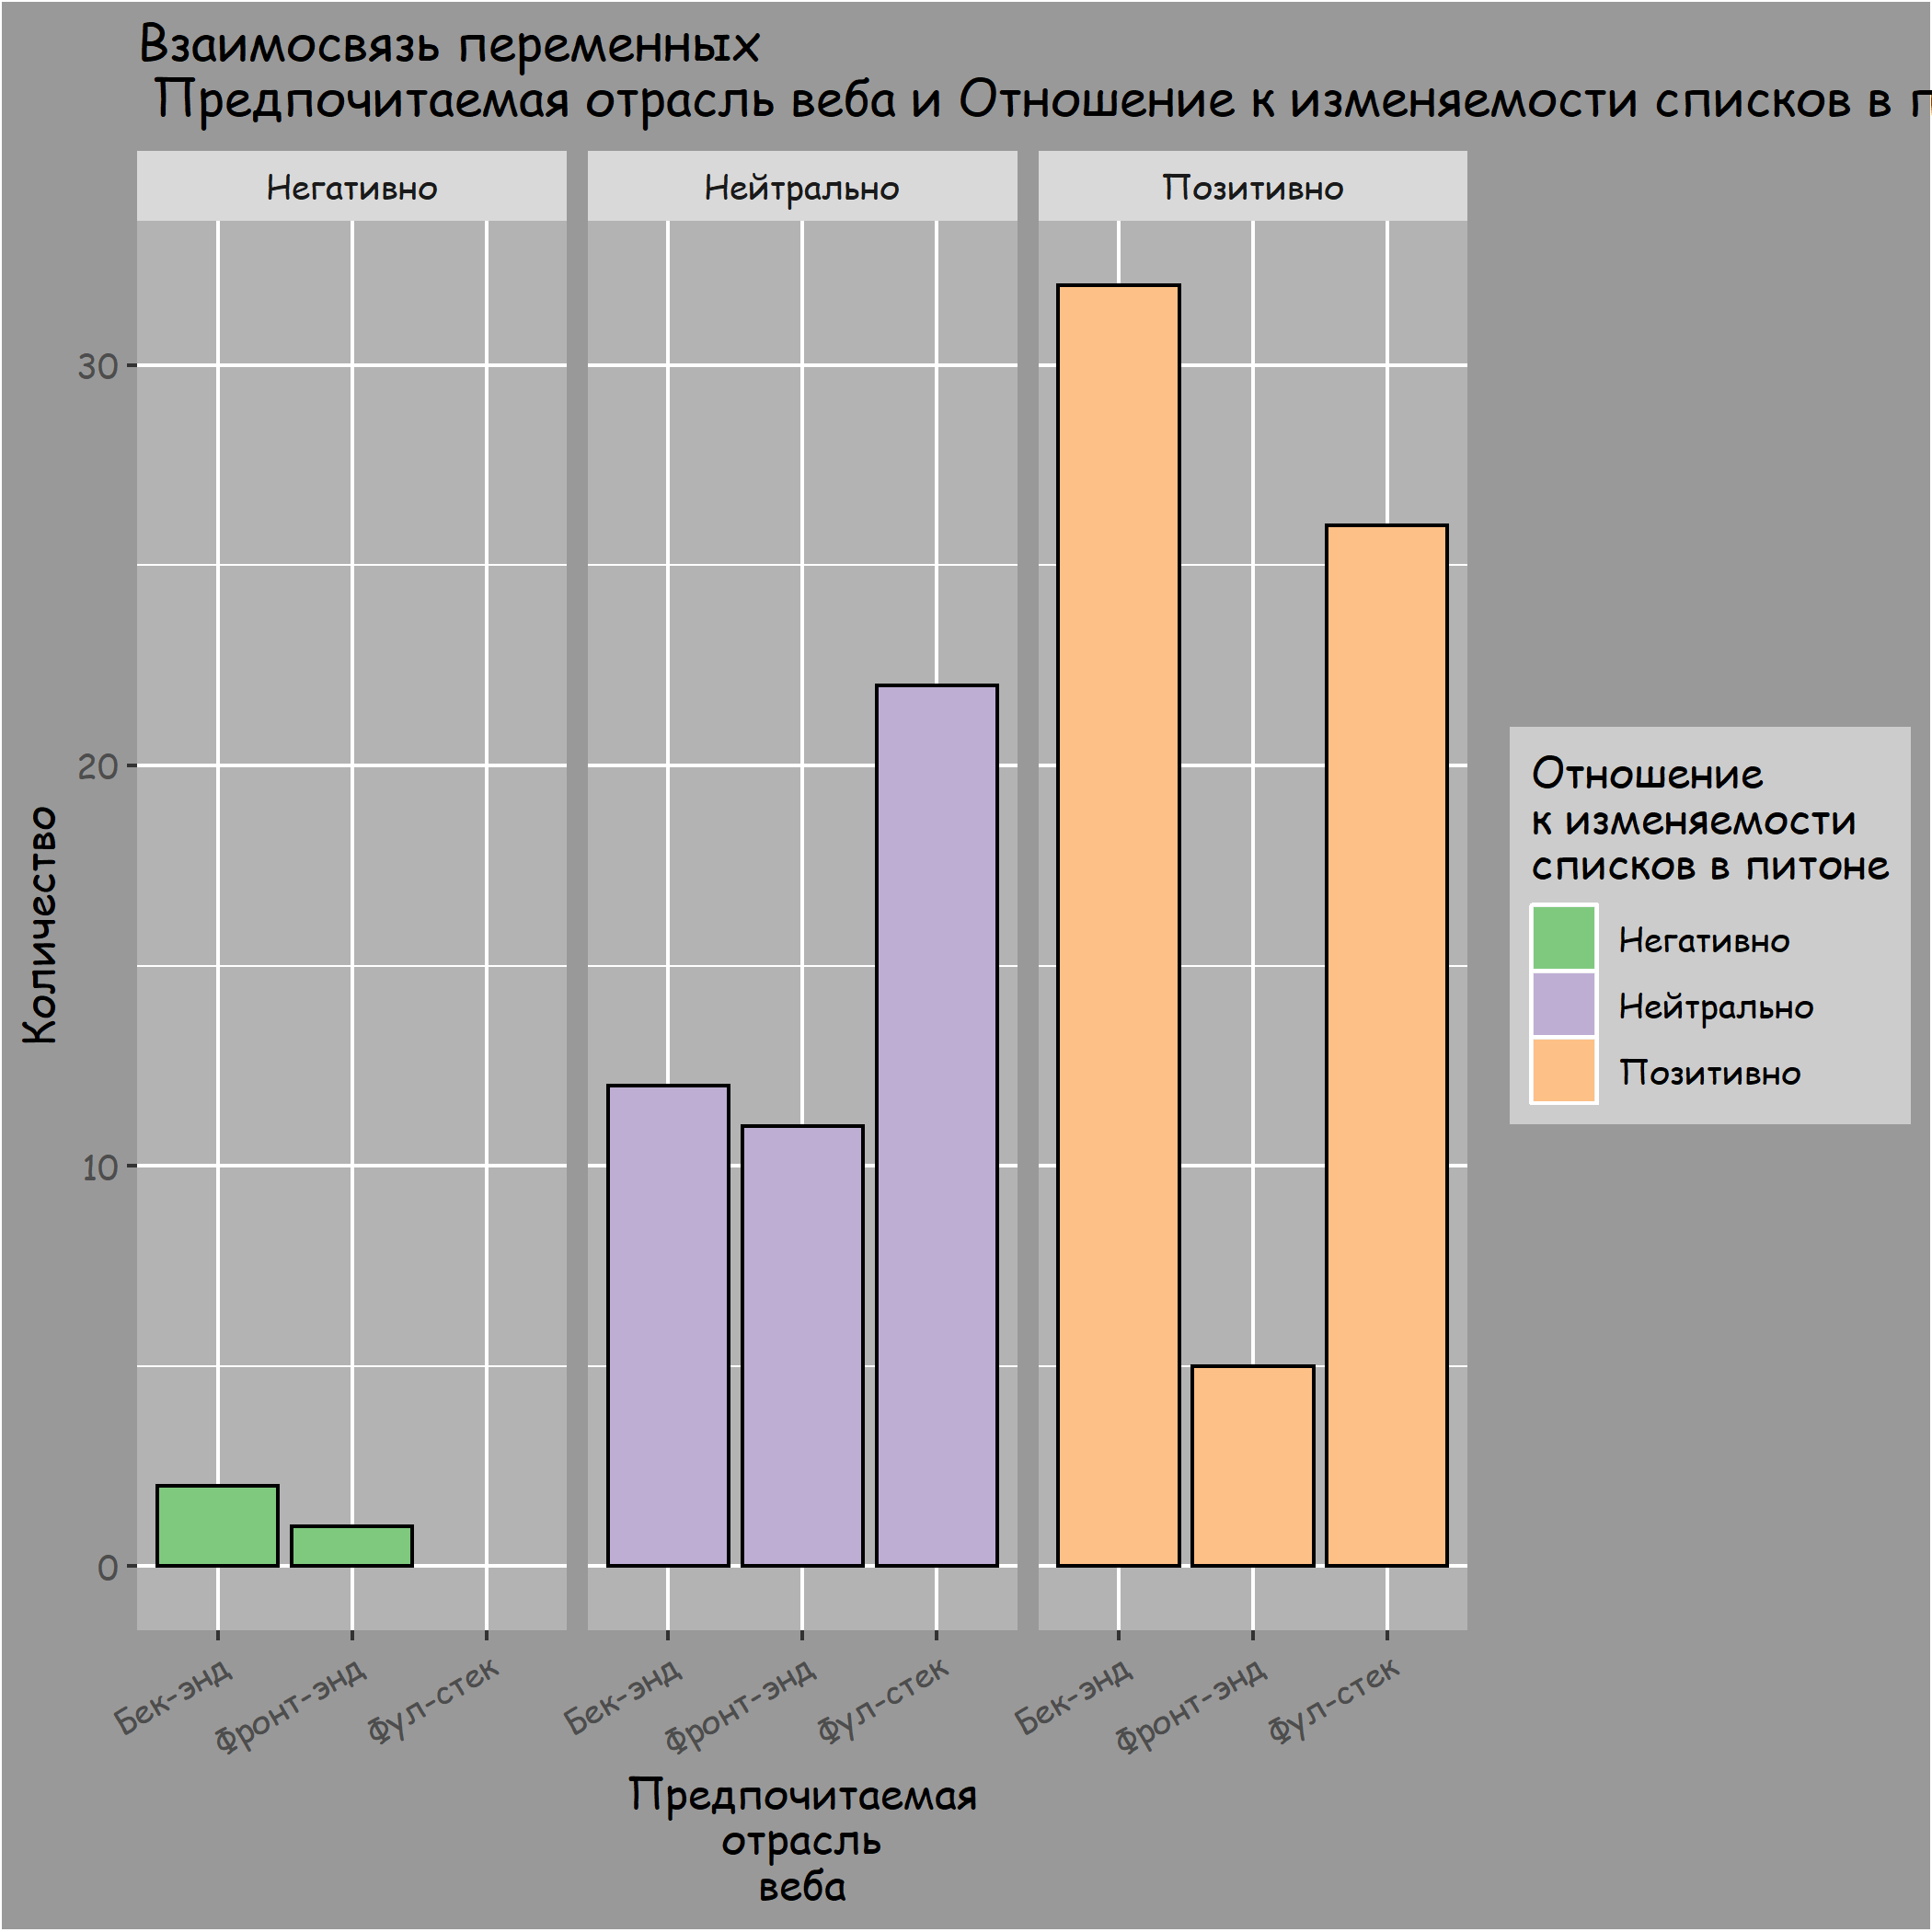 Взаимосвязь переменных
Предпочитаемая отрасль веба и Отношение к изменяемости списков в п
Негативно
Нейтрально
Позитивно
30
20
10
0
Количество
Бек-энд
Фронт-энд
Фул-стек
Бек-энд
Фронт-энд
Фул-стек
Бек-энд
Фронт-энд
Фул-стек
Предпочитаемая
отрасль
веба
Отношение
к изменяемости
списков в питоне
Негативно
Нейтрально
Позитивно